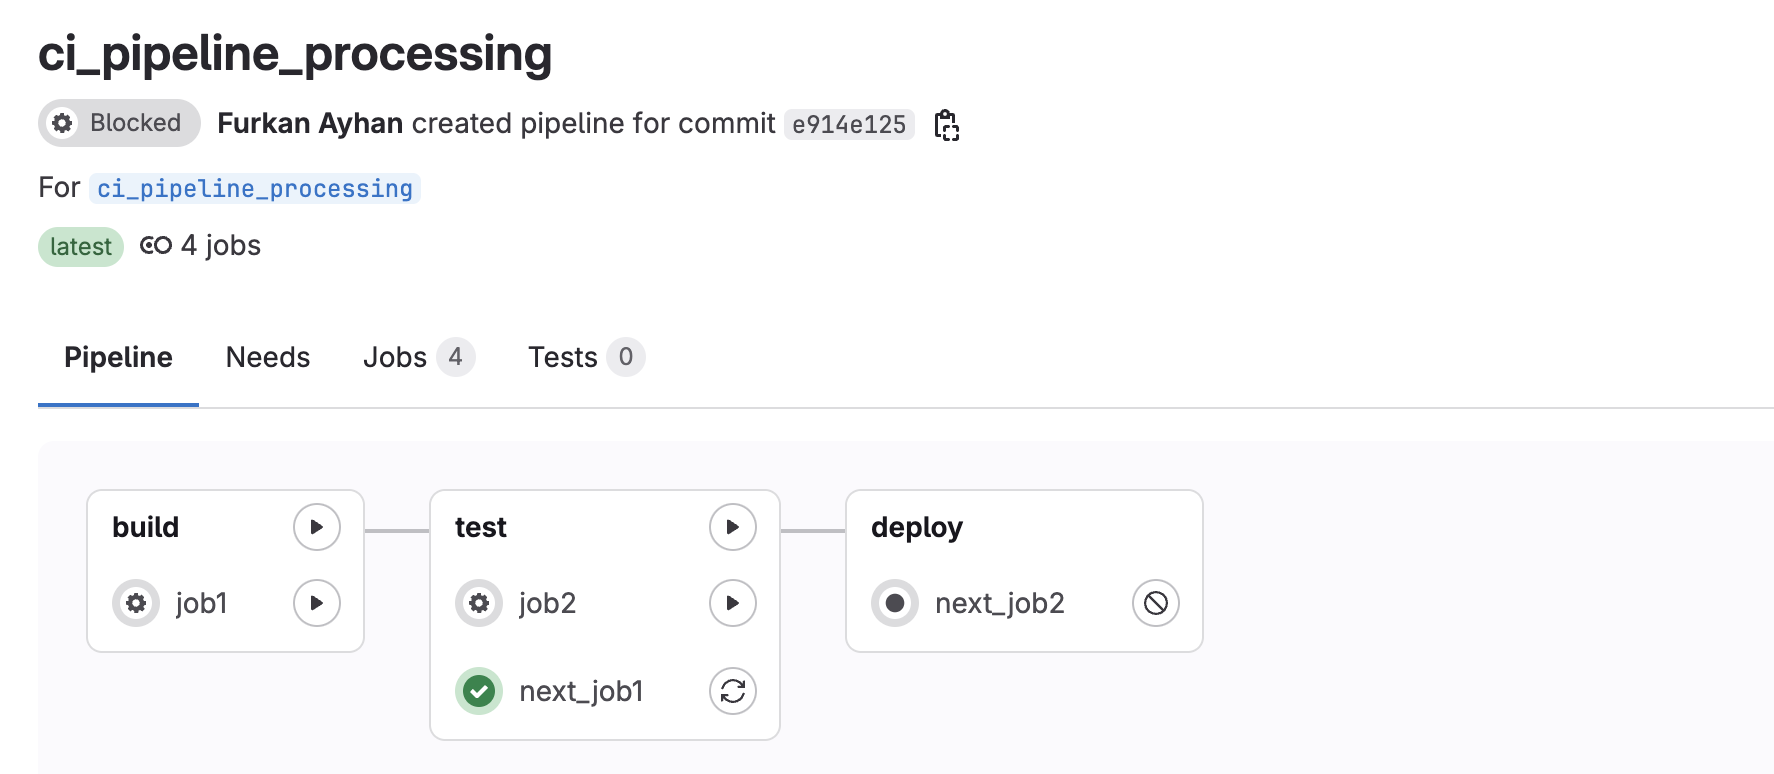 ci_pipeline_processing
Blocked Furkan Ayhan created pipeline for commit e914e125
For ci_pipeline_processing
latest 4 jobs
Pipeline Needs Jobs 4 Tests 0
build test deploy
job1 job2 next_job2
next_job1